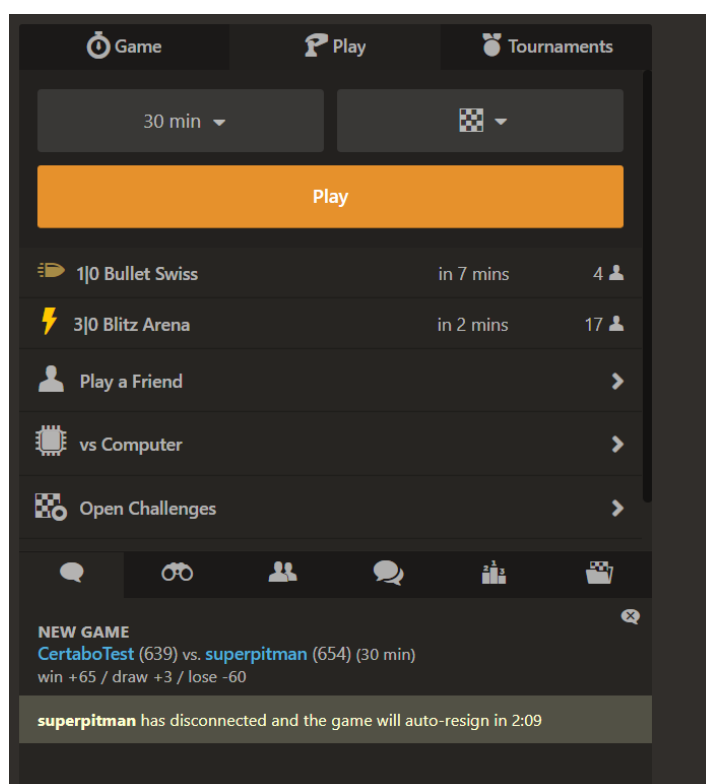 Game
Play
Tournaments
30 min
Play
1|0 Bullet Swiss in 7 mins 4
3|0 Blitz Arena in 2 mins 17
Play a Friend
vs Computer
Open Challenges
NEW GAME
CertaboTest (639) vs. superpitman (654) (30 min)
win +65 / draw +3 / lose -60
superpitman has disconnected and the game will auto-resign in 2:09